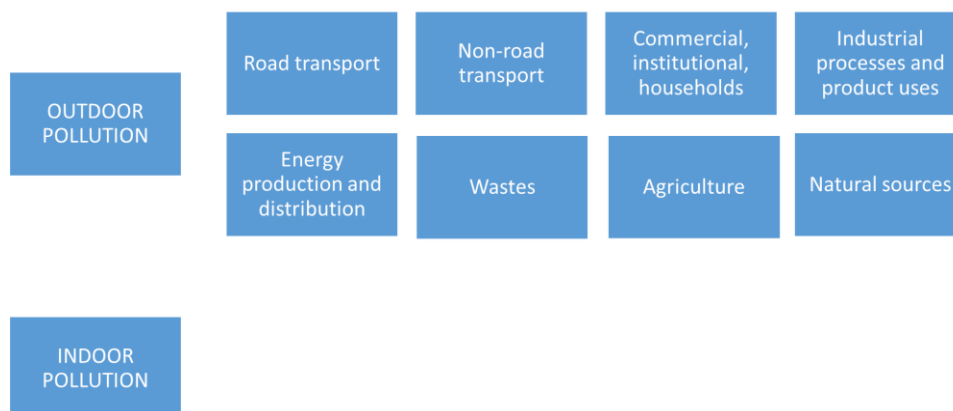 OUTDOOR
POLLUTION
Road transport
Non-road
transport
Commercial,
institutional,
households
Industrial
processes and
product uses
Energy
production and
distribution
Wastes
Agriculture
Natural sources
INDOOR
POLLUTION